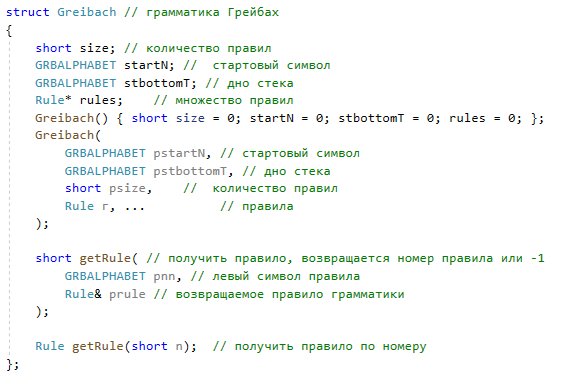 struct Greibach // грамматика Грейбах
{
short size; // количество правил
GRBALPHABET startN; //  стартовый символ
GRBALPHABET stbottomT; // дно стека
Rule* rules;    // множество правил
Greibach() { short size = 0; startN = 0; stbottomT = 0; rules = 0; };
Greibach(
GRBALPHABET pstartN, // стартовый символ
GRBALPHABET pstbottomT, // дно стека
short psize,    //  количество правил
Rule r, ...          // правила
);
short getRule( // получить правило, возвращается номер правила или -1
GRBALPHABET pnn, // левый символ правила
Rule& prule // возвращаемое правило грамматики
);
Rule getRule(short n);  // получить правило по номеру
};